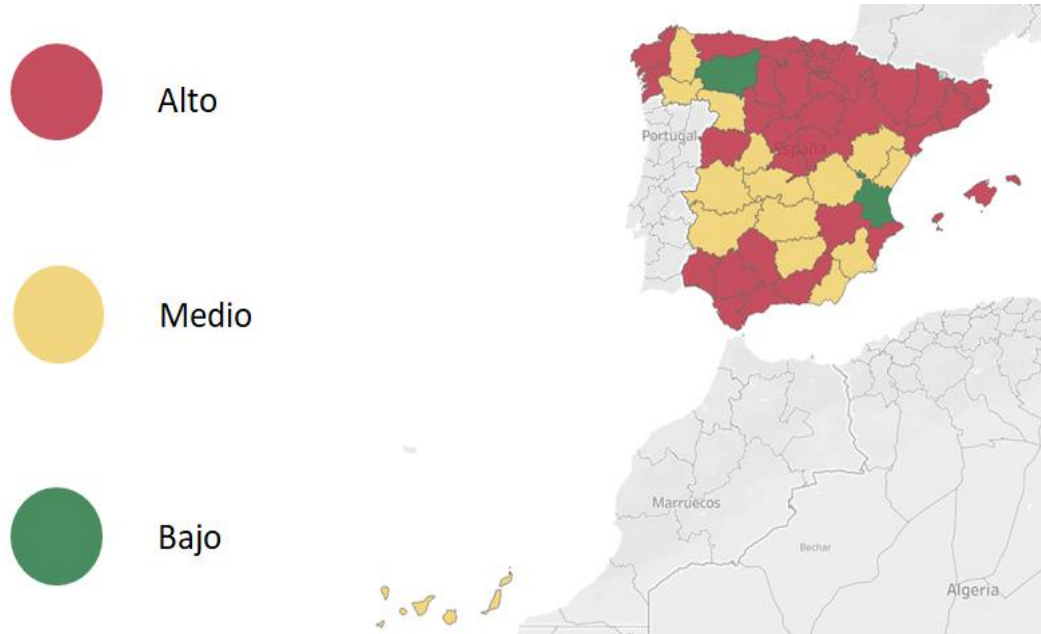 Alto
Portugal
España
Medio
Marruecos
Bechar
Bajo
Algeria